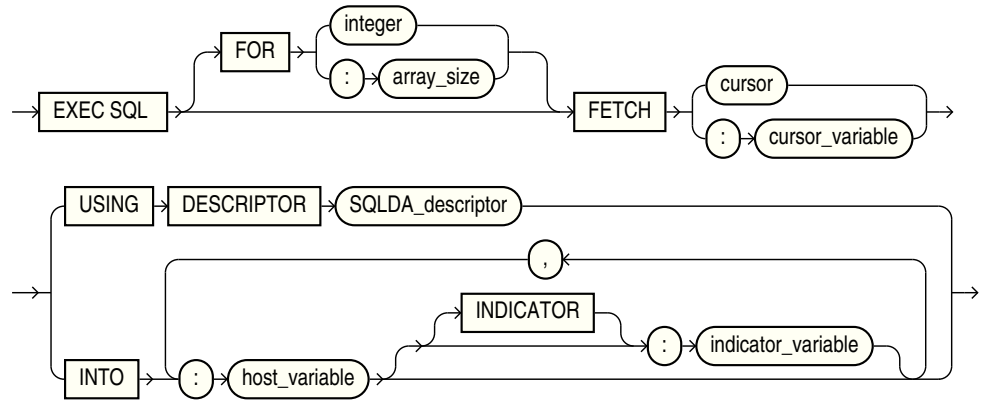 integer
FOR
: array_size
EXEC SQL
FETCH
cursor
: cursor_variable
USING DESCRIPTOR SQLDA_descriptor
,
INDICATOR
: indicator_variable
INTO : host_variable